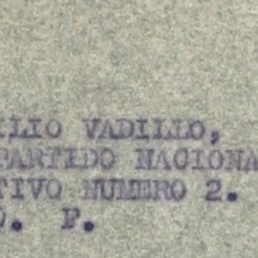 ILIO VADILLO,
PARTIDO NACIONA
TIVO NUMERO 2.
D. F.